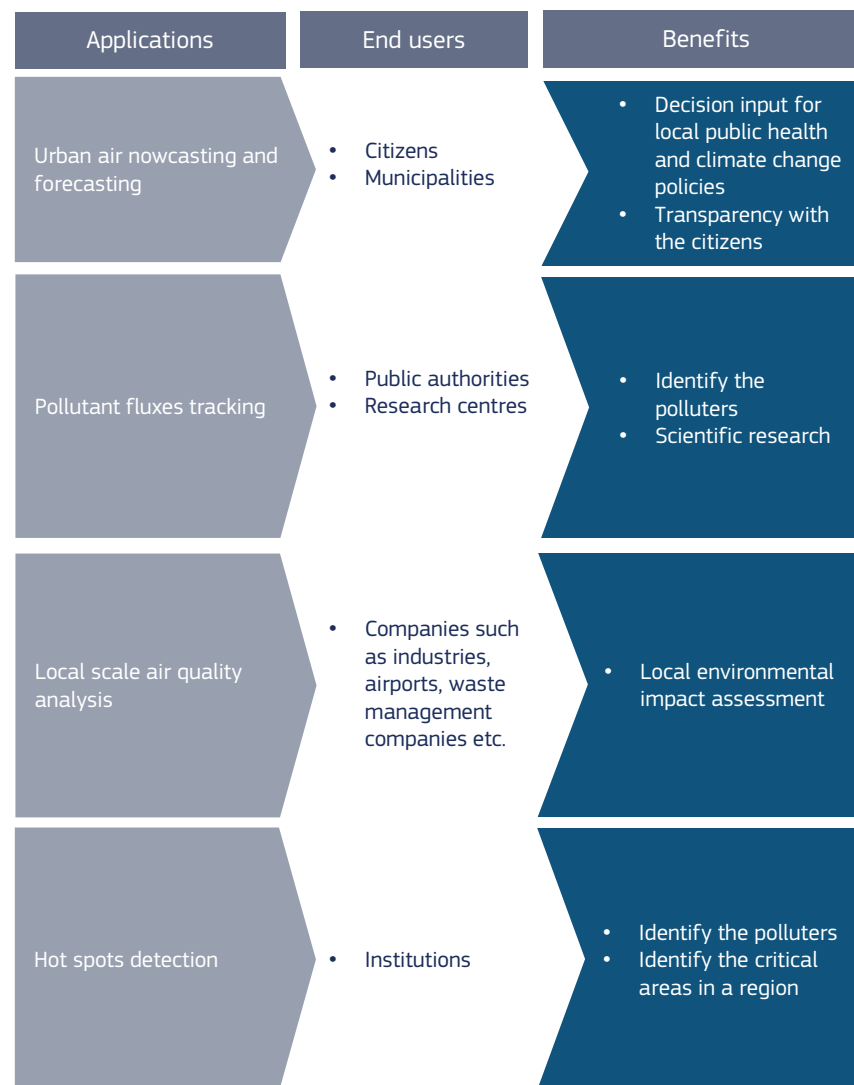 Applications
End users
Benefits
Urban air nowcasting and
forecasting
• Citizens
• Municipalities
• Decision input for
local public health
and climate change
policies
• Transparency with
the citizens
Pollutant fluxes tracking
• Public authorities
• Research centres
• Identify the
polluters
• Scientific research
Local scale air quality
analysis
• Companies such
as industries,
airports, waste
management
companies etc.
• Local environmental
impact assessment
Hot spots detection
• Institutions
• Identify the polluters
• Identify the critical
areas in a region